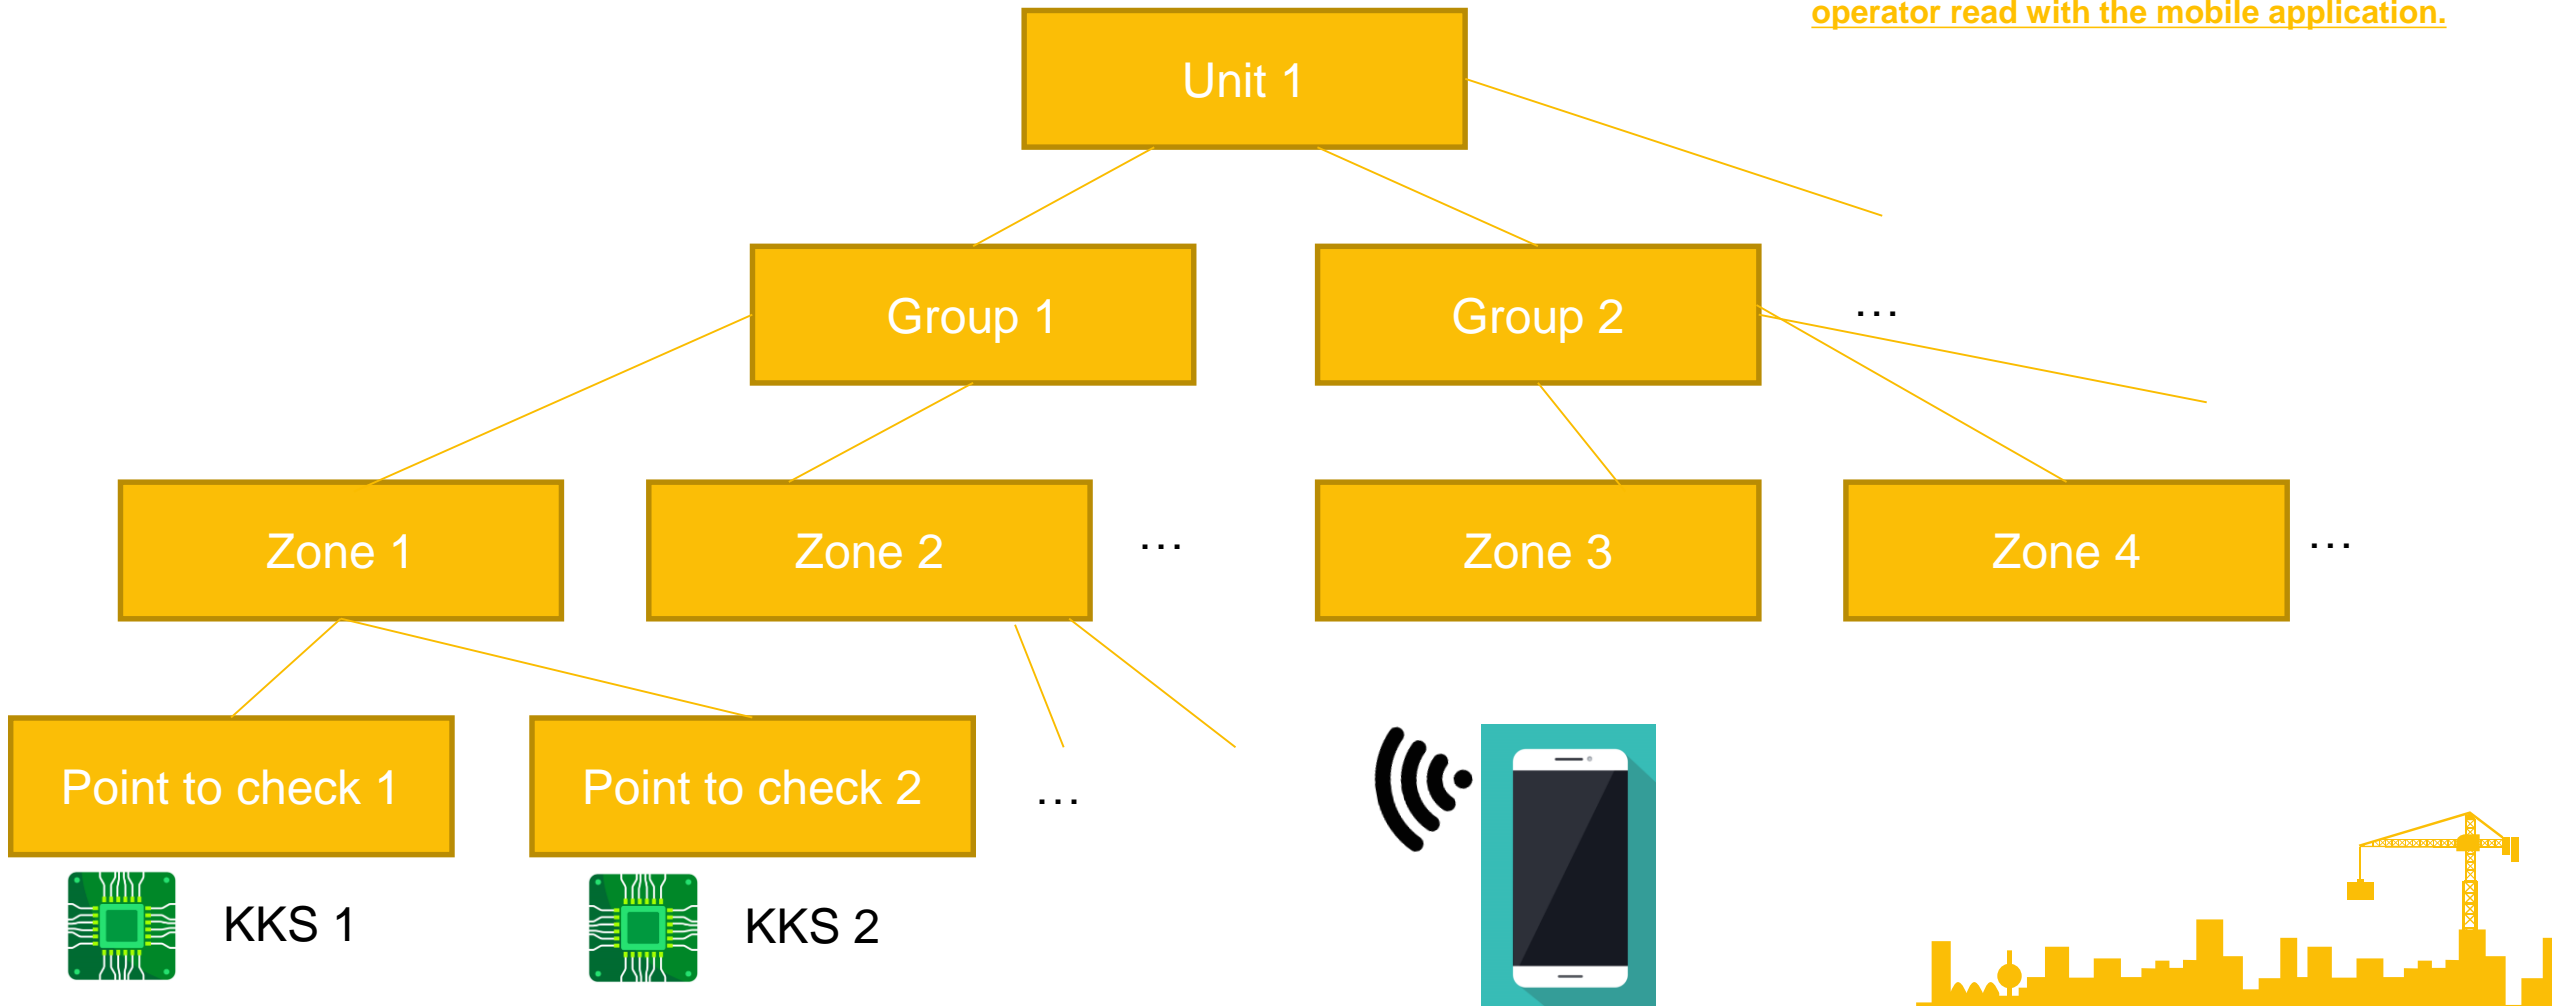 operator read with the mobile application.
Unit 1
Group 1
Group 2
…
Zone 1
Zone 2
…
Zone 3
Zone 4
…
Point to check 1
Point to check 2
…
KKS 1
KKS 2